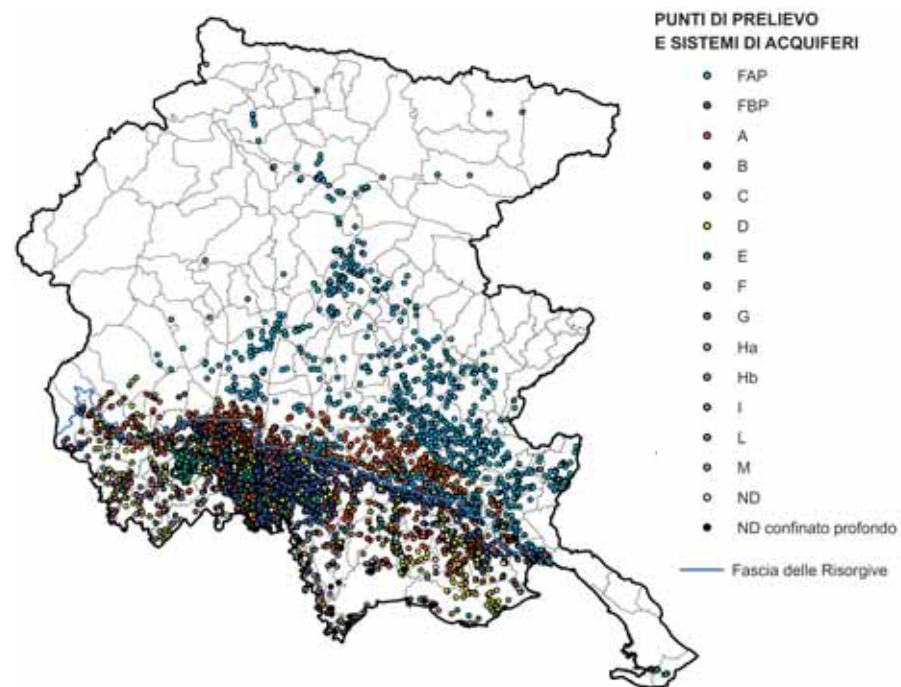 PUNTI DI PRELIEVO
E SISTEMI DI ACQUIFERI
FAP
FBP
A
B
C
D
E
F
G
Ha
Hb
I
L
M
ND
ND confinato profondo
Fascia delle Risorgive